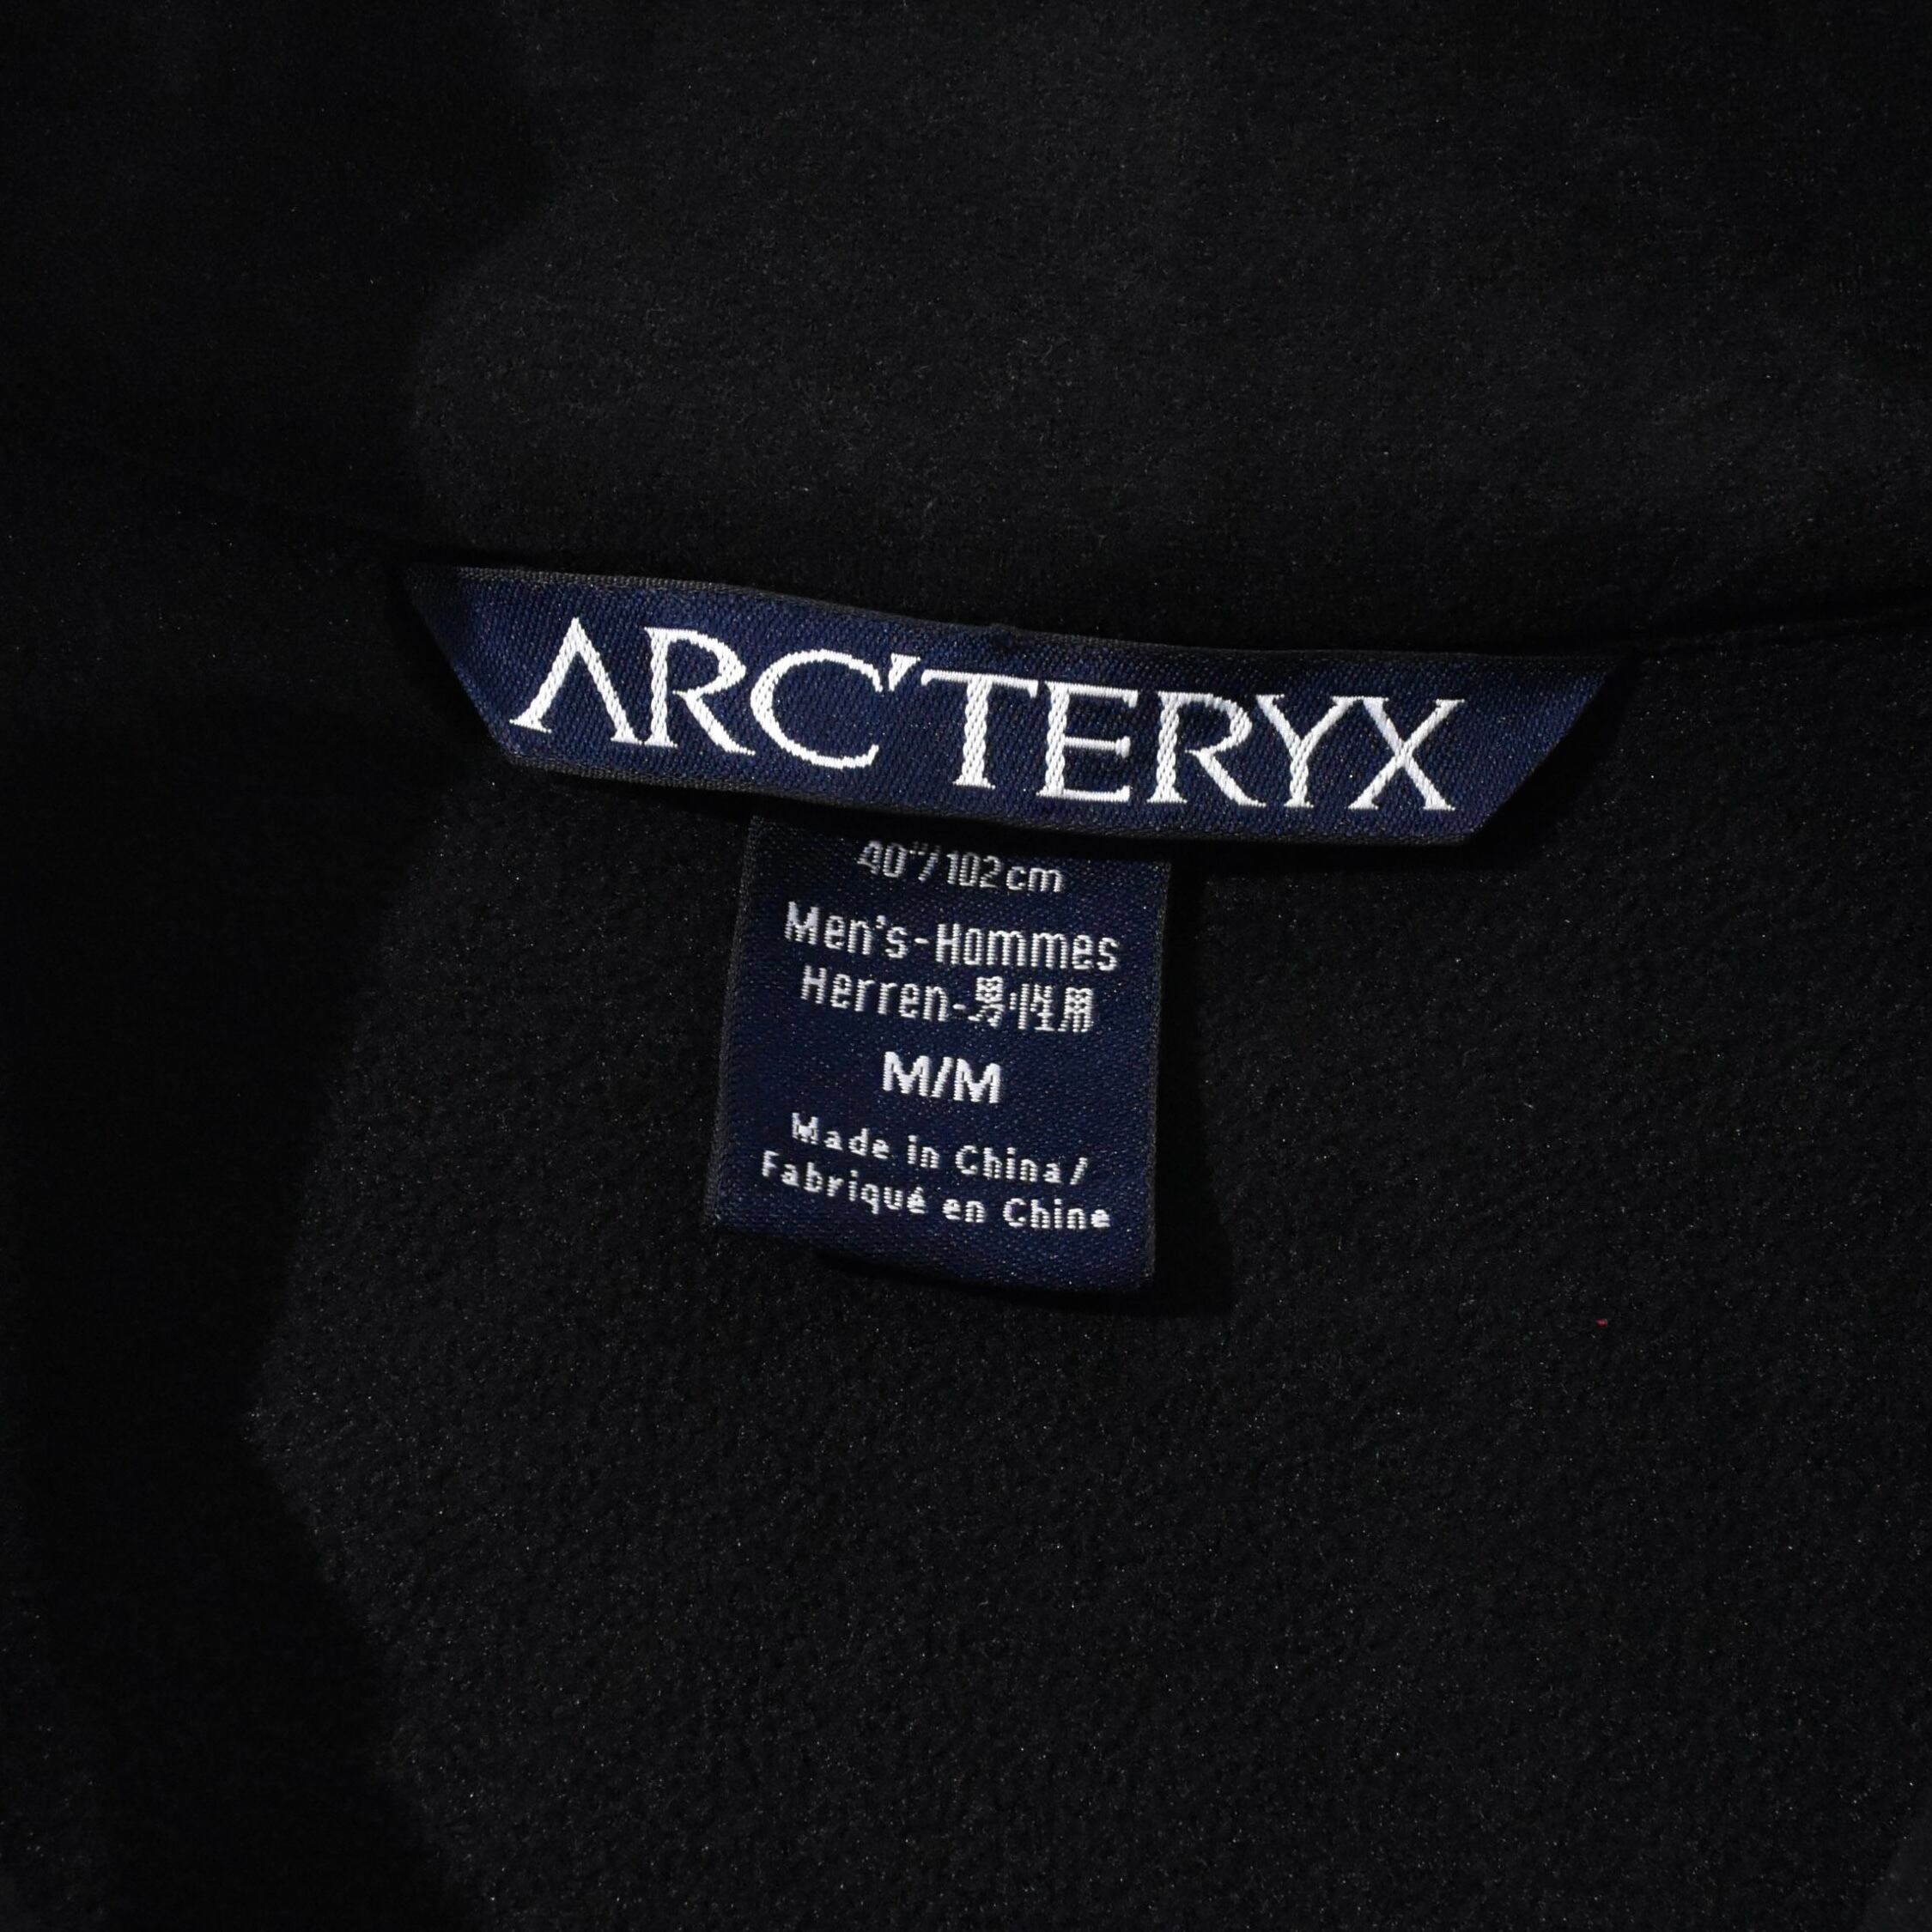 ARC'TERYX
40"/102cm
Men's-Hommes
Herren-男性用
M/M
Made in China/
Fabriqué en Chine